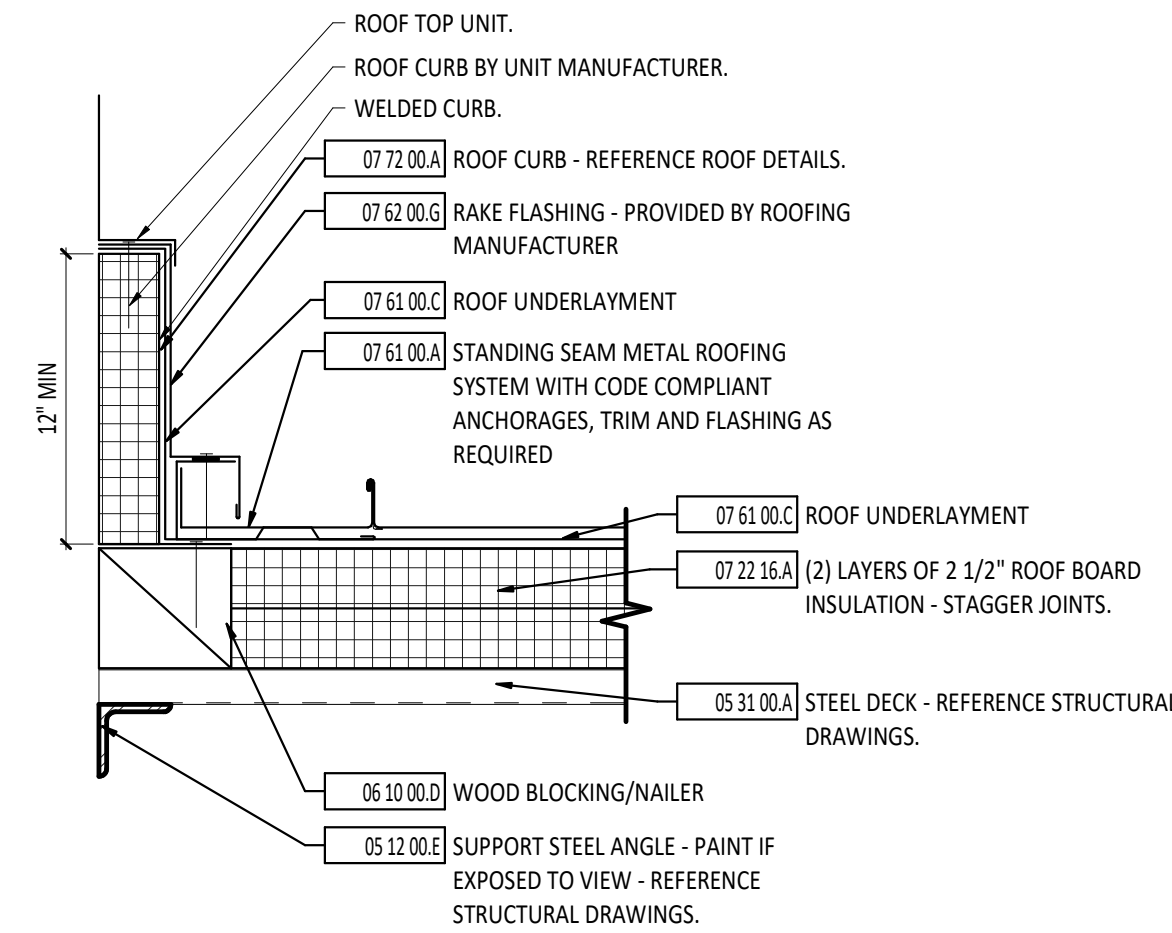 ROOF TOP UNIT.
ROOF CURB BY UNIT MANUFACTURER.
WELDED CURB.
07 72 00.A ROOF CURB - REFERENCE ROOF DETAILS.
07 62 00.G RAKE FLASHING - PROVIDED BY ROOFING
MANUFACTURER
07 61 00.C ROOF UNDERLAYMENT
07 61 00.A STANDING SEAM METAL ROOFING
SYSTEM WITH CODE COMPLIANT
ANCHORAGES, TRIM AND FLASHING AS
REQUIRED
12" MIN
07 61 00.C ROOF UNDERLAYMENT
07 22 16.A (2) LAYERS OF 2 1/2" ROOF BOARD
INSULATION - STAGGER JOINTS.
05 31 00.A STEEL DECK - REFERENCE STRUCTURAL
DRAWINGS.
06 10 00.D WOOD BLOCKING/NAILER
05 12 00.E SUPPORT STEEL ANGLE - PAINT IF
EXPOSED TO VIEW - REFERENCE
STRUCTURAL DRAWINGS.